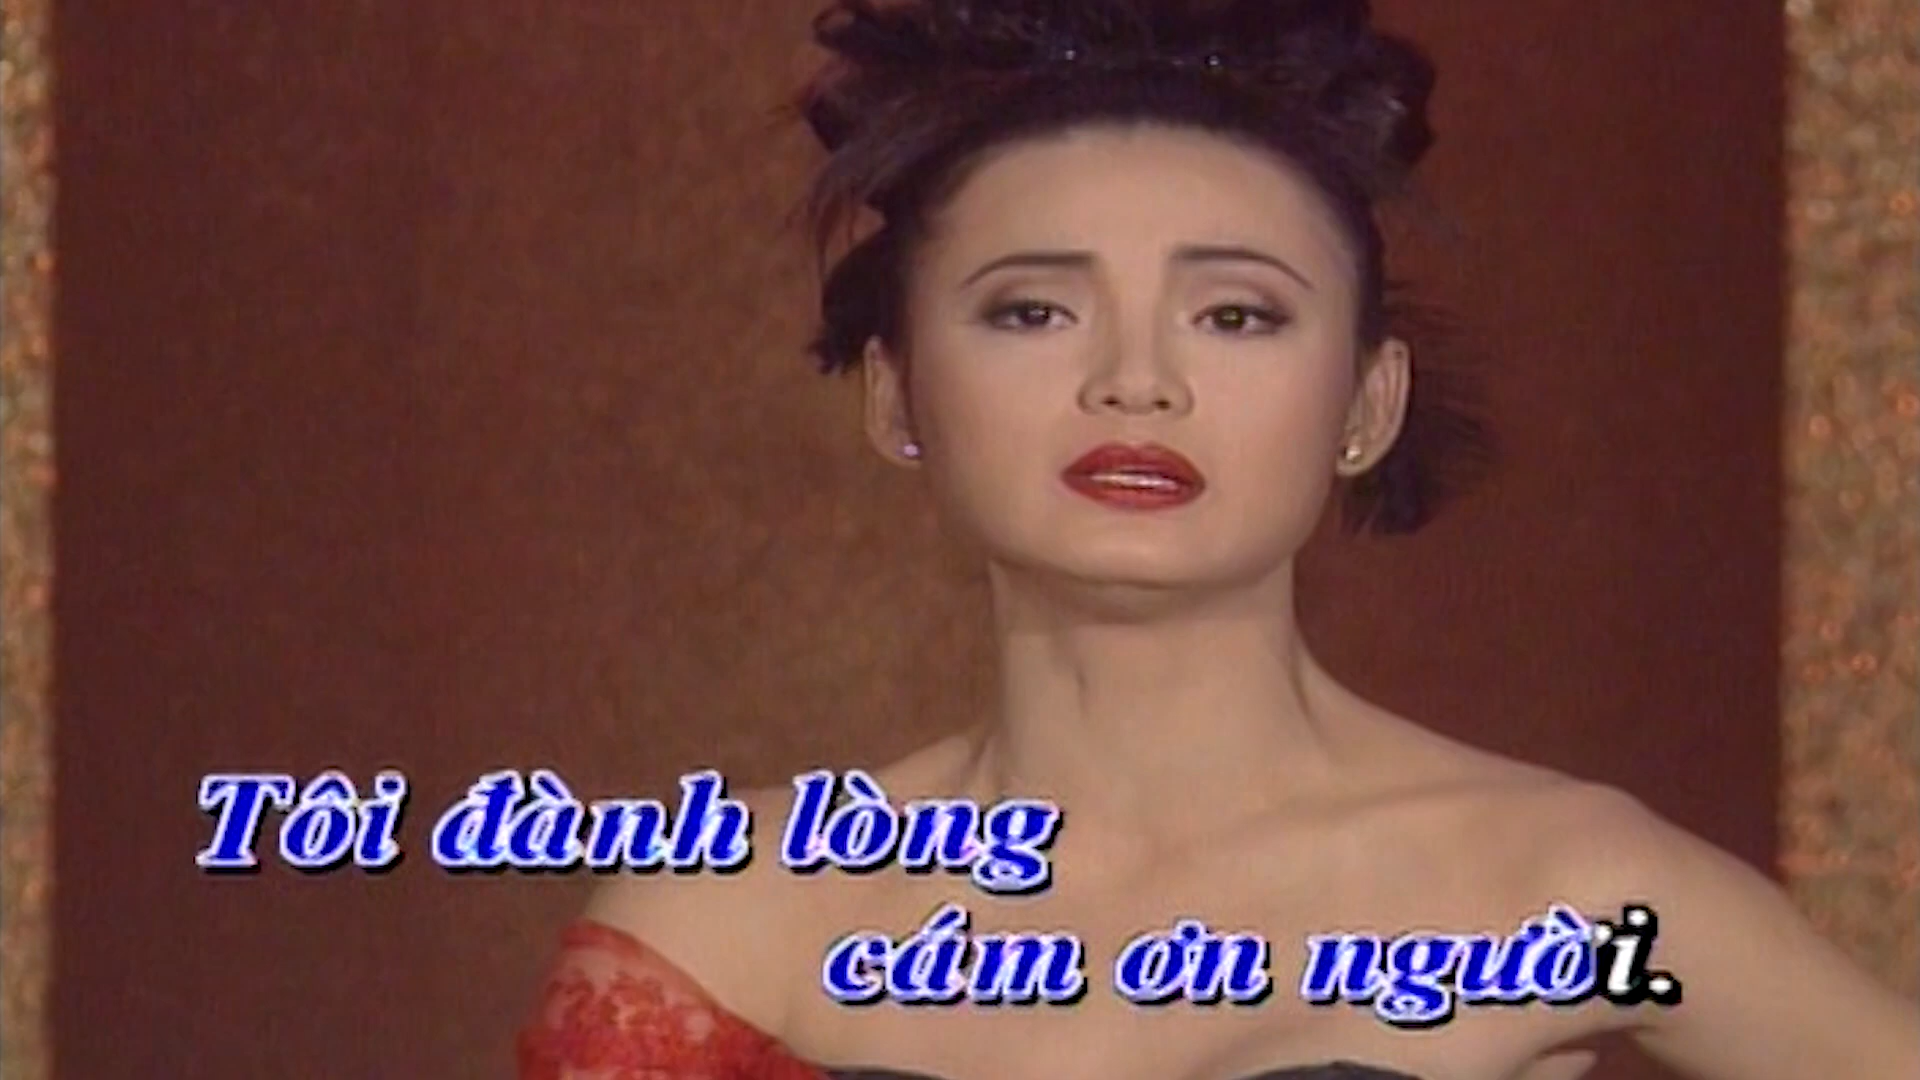 Tôi đành lòng
cám ơn người.